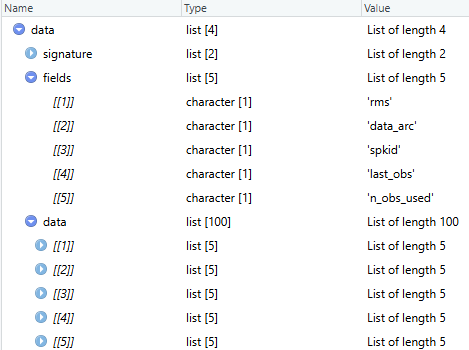 Name Type Value
data list [4] List of length 4
signature list [2] List of length 2
fields list [5] List of length 5
[[1]] character [1] 'rms'
[[2]] character [1] 'data_arc'
[[3]] character [1] 'spkid'
[[4]] character [1] 'last_obs'
[[5]] character [1] 'n_obs_used'
data list [100] List of length 100
[[1]] list [5] List of length 5
[[2]] list [5] List of length 5
[[3]] list [5] List of length 5
[[4]] list [5] List of length 5
[[5]] list [5] List of length 5